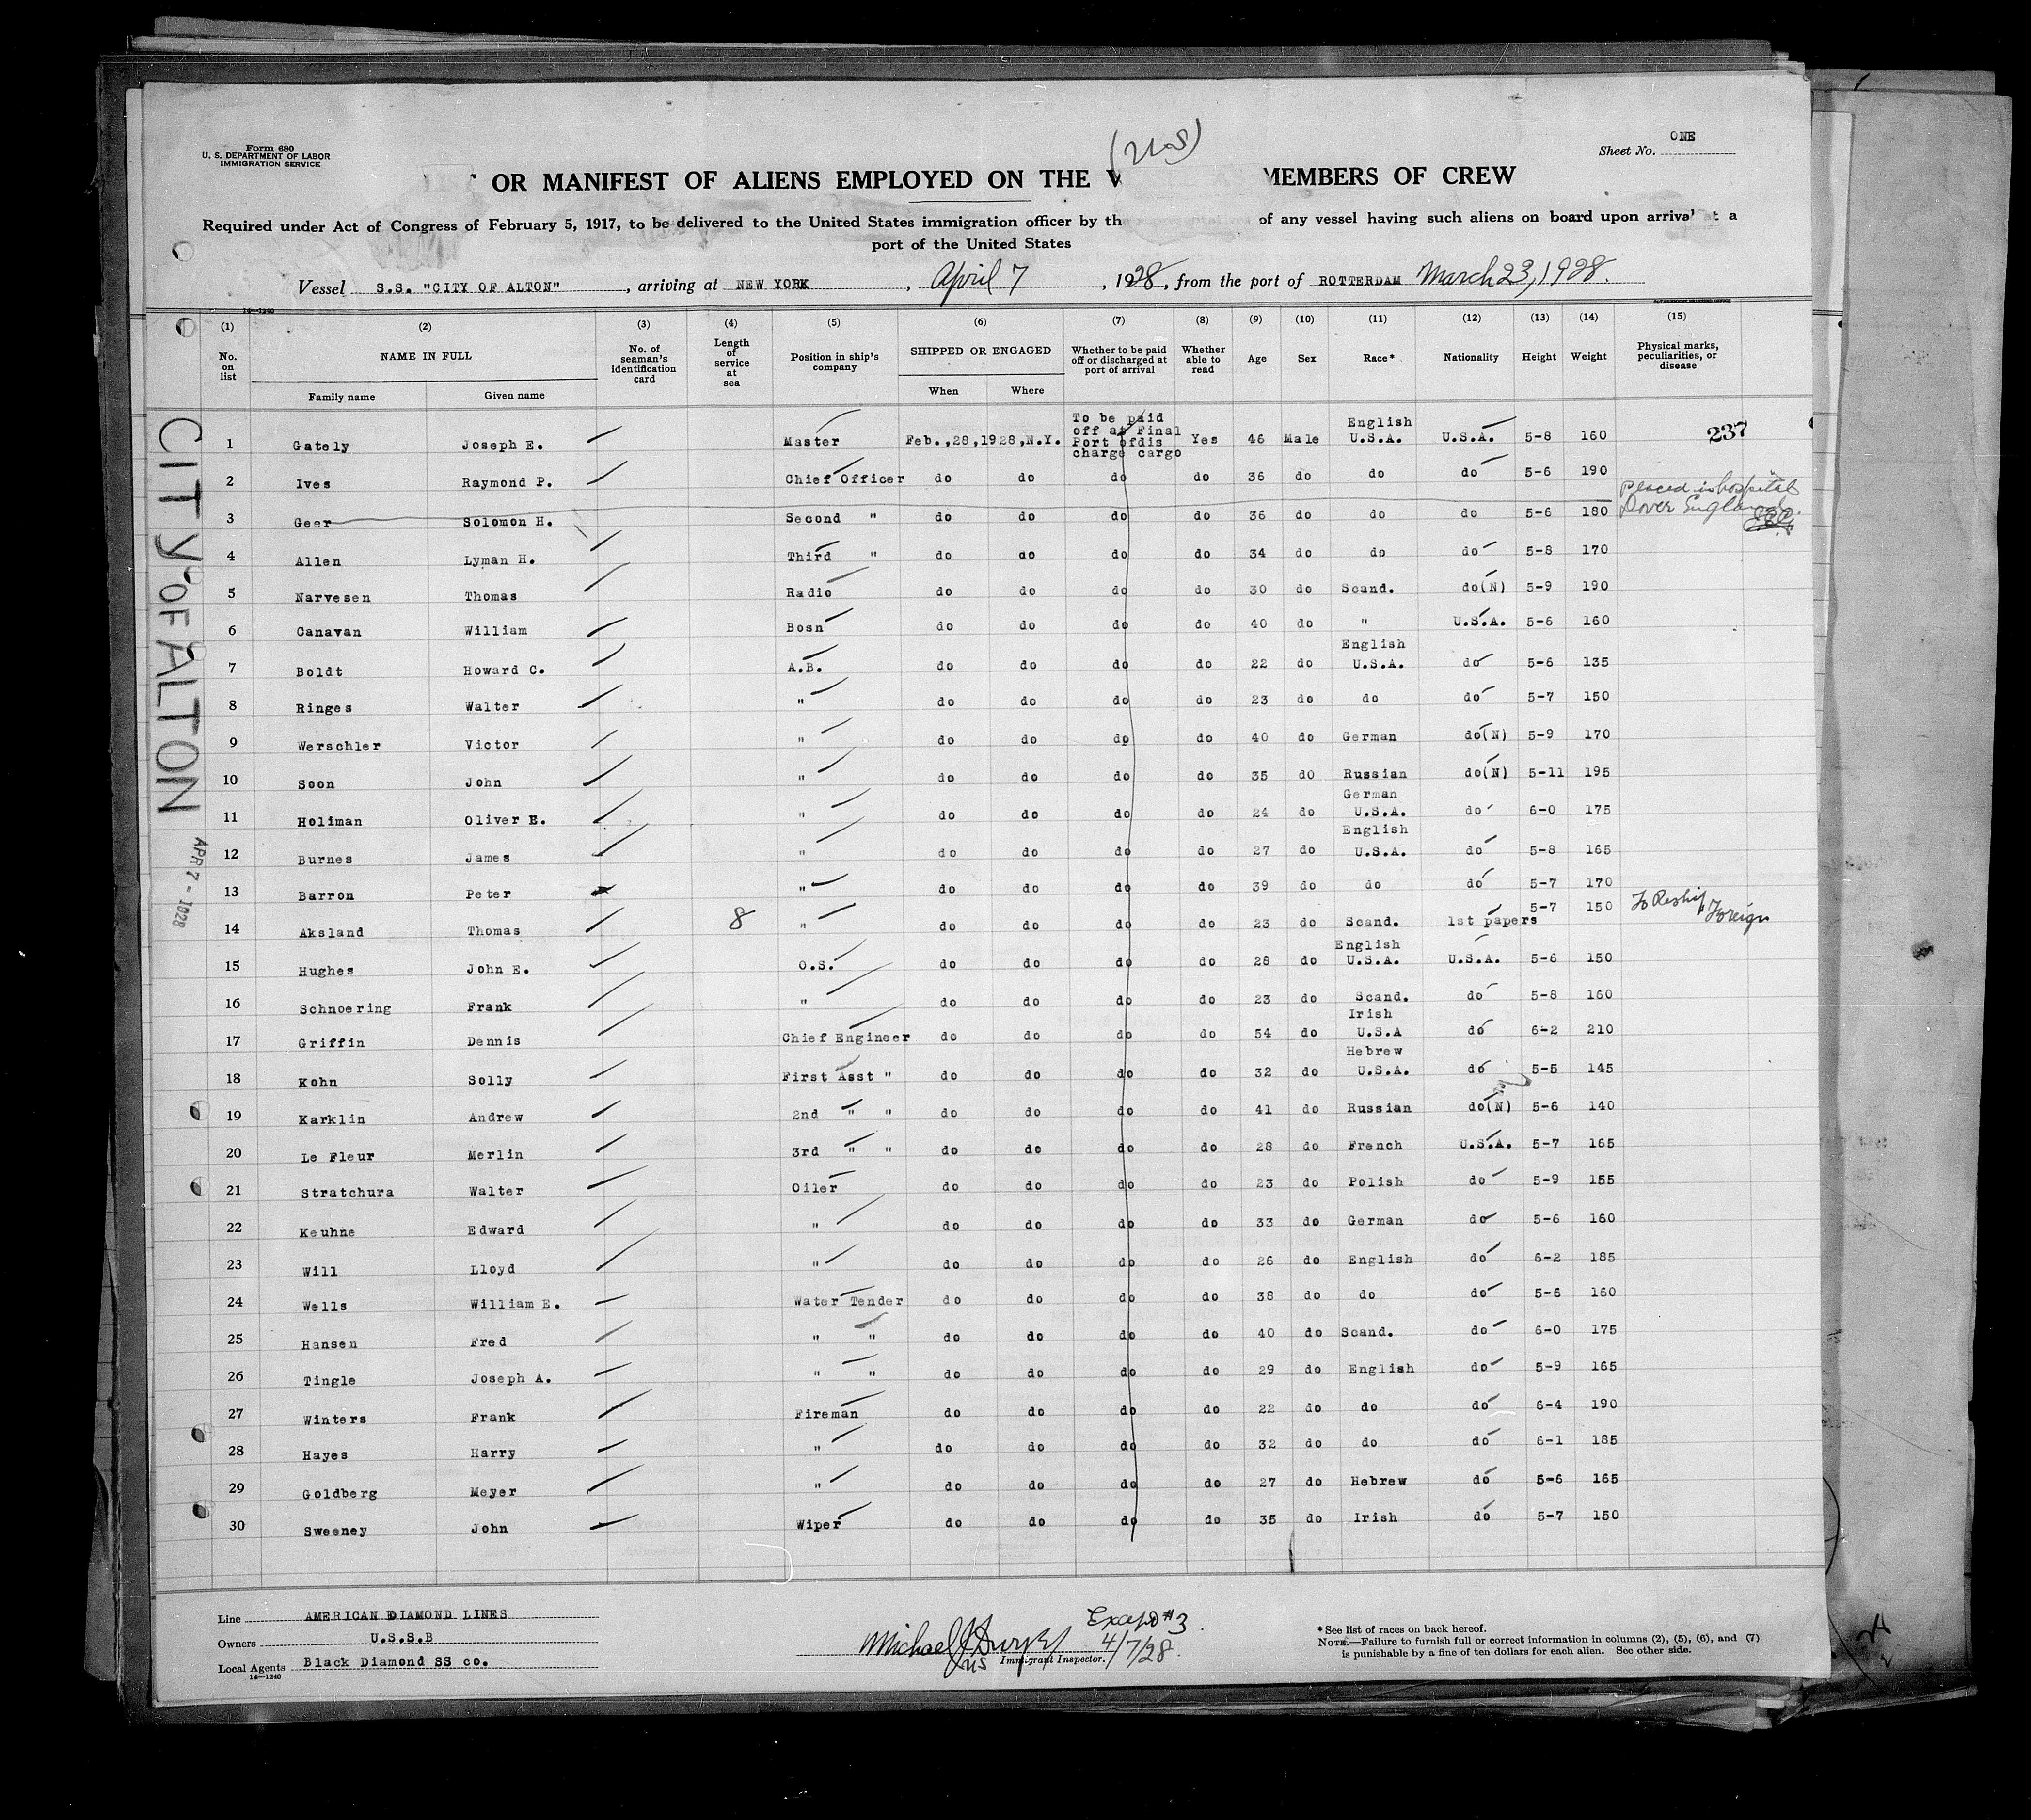 Form 680
U. S. DEPARTMENT OF LABOR
IMMIGRATION SERVICE
ONE
Sheet No.
OR MANIFEST OF ALIENS EMPLOYED ON THE V MEMBERS OF CREW
Required under Act of Congress of February 5, 1917, to be delivered to the United States immigration officer by th of any vessel having such aliens on board upon arrival at a
port of the United States
Vessel S.S. "CITY OF ALTON", arriving at NEW YORK, April 7, 1928, from the port of ROTTERDAM March 23, 1928.
14—1240
(1) (2) (3) (4) (5) (6) (7) (8) (9) (10) (11) (12) (13) (14) (15)
No. on list NAME IN FULL No. of seaman's identification card Length of service at sea Position in ship's company SHIPPED OR ENGAGED Whether to be paid off or discharged at port of arrival Whether able to read Age Sex Race* Nationality Height Weight Physical marks, peculiarities, or disease
Family name Given name When Where
1 Gately Joseph E. Master Feb.,28,1928,N.Y. To be paid off at Final Port ofdis charge cargo Yes 46 Male English U.S.A. U.S.A. 5-8 160 237
2 Ives Raymond P. Chief Officer do do do do 36 do do do 5-6 190
3 Geer Solomon H. Second " do do do do 36 do do do 5-6 180 Placed in hospital Dover England.
4 Allen Lyman H. Third " do do do do 34 do do do 5-8 170
5 Narvesen Thomas Radio do do do do 30 do Scand. do(N) 5-9 190
6 Canavan William Bosn do do do do 40 do " U.S.A. 5-6 160
7 Boldt Howard C. A.B. do do do do 22 do English U.S.A. do 5-6 135
8 Ringes Walter " do do do do 23 do do do 5-7 150
9 Werschler Victor " do do do do 40 do German do(N) 5-9 170
10 Soon John " do do do do 35 do Russian do(N) 5-11 195
11 Holiman Oliver E. " do do do do 24 do German U.S.A. do 6-0 175
12 Burnes James " do do do do 27 do English U.S.A. do 5-8 165
13 Barron Peter " do do do do 39 do do do 5-7 170
14 Aksland Thomas 8 " do do do do 23 do Scand. 1st papers 5-7 150 To Reship Foreign
15 Hughes John E. O.S. do do do do 28 do English U.S.A. U.S.A. 5-6 150
16 Schnoering Frank " do do do do 23 do Scand. do 5-8 160
17 Griffin Dennis Chief Engineer do do do do 54 do Irish U.S.A do 6-2 210
18 Kohn Solly First Asst " do do do do 32 do Hebrew U.S.A. do 5-5 145
19 Karklin Andrew 2nd " " do do do do 41 do Russian do(N) 5-6 140
20 Le Fleur Merlin 3rd " " do do do do 28 do French U.S.A. 5-7 165
21 Stratchura Walter Oiler do do do do 23 do Polish do 5-9 155
22 Keuhne Edward " do do do do 33 do German do 5-6 160
23 Will Lloyd " do do do do 26 do English do 6-2 185
24 Wells William E. Water Tender do do do do 38 do do do 5-6 160
25 Hansen Fred " " do do do do 40 do Scand. do 6-0 175
26 Tingle Joseph A. " " do do do do 29 do English do 5-9 165
27 Winters Frank Fireman do do do do 22 do do do 6-4 190
28 Hayes Harry " do do do do 32 do do do 6-1 185
29 Goldberg Meyer " do do do do 27 do Hebrew do 5-6 165
30 Sweeney John Wiper do do do do 35 do Irish do 5-7 150
CITY OF ALTON
APR 7 - 1928
Line AMERICAN DIAMOND LINES
Owners U.S.S.B
Local Agents Black Diamond SS co.
14—1240
Except #3
Michael 4/7/28.
Immigrant Inspector.
*See list of races on back hereof.
NOTE.—Failure to furnish full or correct information in columns (2), (5), (6), and (7)
is punishable by a fine of ten dollars for each alien. See other side.